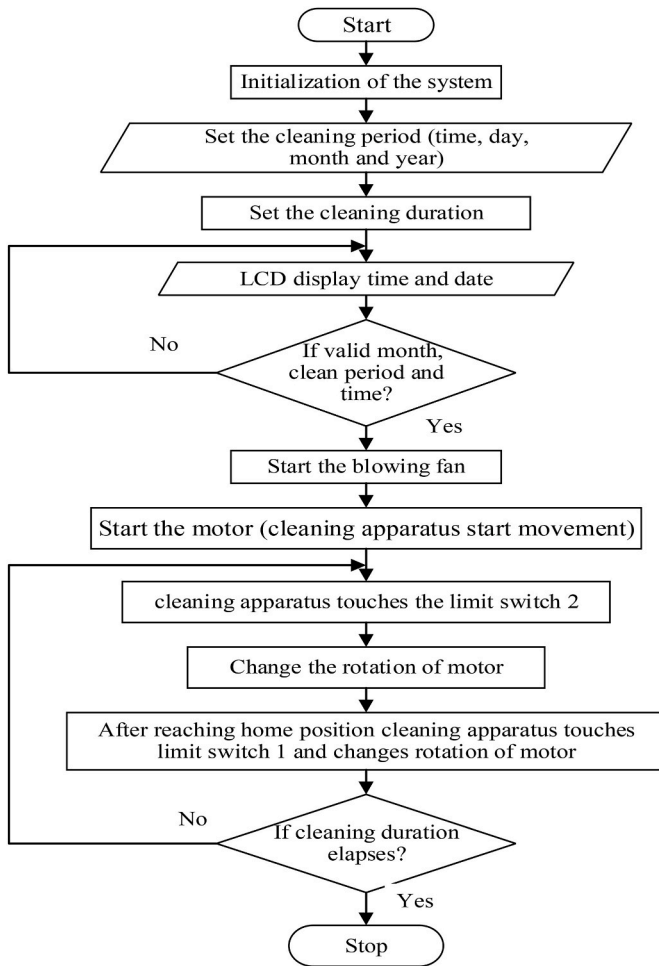 Start
Initialization of the system
Set the cleaning period (time, day,
month and year)
Set the cleaning duration
LCD display time and date
No
If valid month,
clean period and
time?
Yes
Start the blowing fan
Start the motor (cleaning apparatus start movement)
cleaning apparatus touches the limit switch 2
Change the rotation of motor
After reaching home position cleaning apparatus touches
limit switch 1 and changes rotation of motor
No
If cleaning duration
elapses?
Yes
Stop